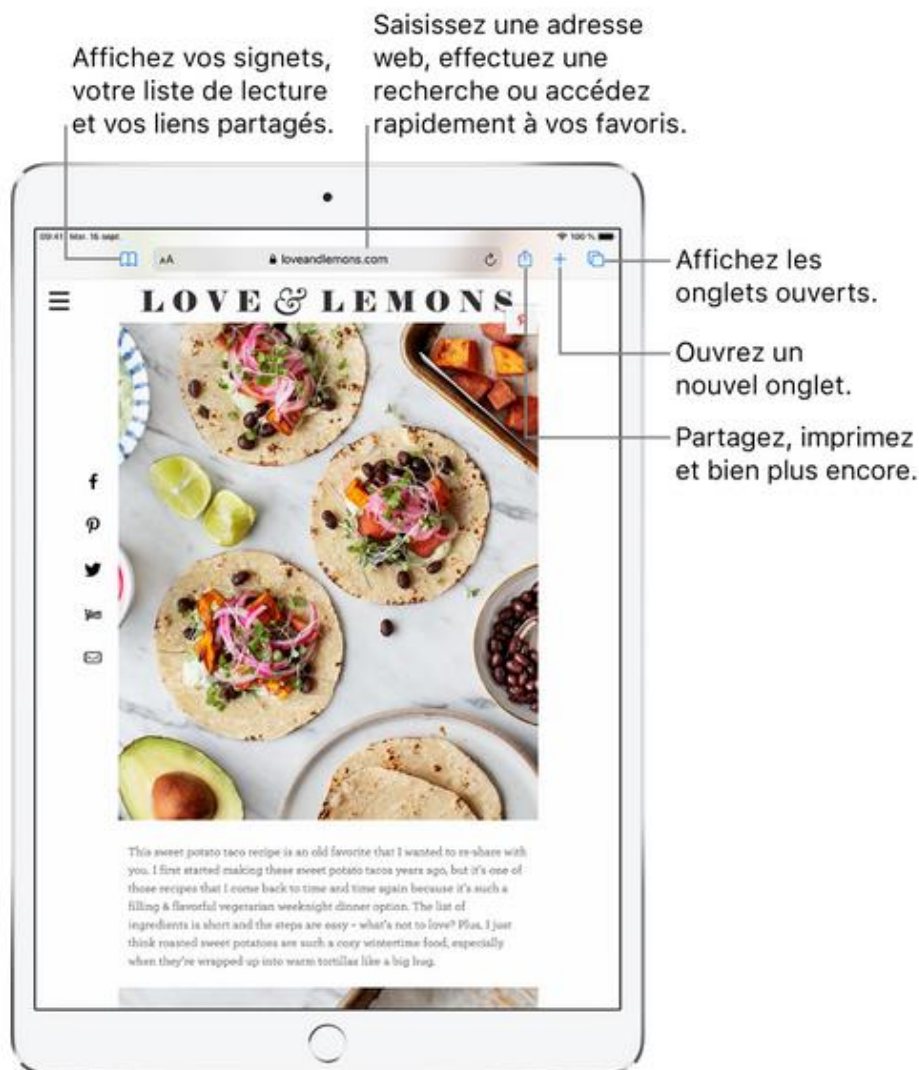 Affichez vos signets,
votre liste de lecture
et vos liens partagés.
Saisissez une adresse
web, effectuez une
recherche ou accédez
rapidement à vos favoris.
09:41 Mar. 15 sept.
100 %
AA
loveandlemons.com
LOVE & LEMONS
Affichez les
onglets ouverts.
Ouvrez un
nouvel onglet.
Partagez, imprimez
et bien plus encore.
This sweet potato taco recipe is an old favorite that I wanted to re-share with
you. I first started making these sweet potato tacos years ago, but it's one of
those recipes that I come back to time and time again because it's such a
filling & flavorful vegetarian weeknight dinner option. The list of
ingredients is short and the steps are easy – what's not to love? Plus, I just
think roasted sweet potatoes are such a cozy wintertime food, especially
when they're wrapped up into warm tortillas like a big hug.